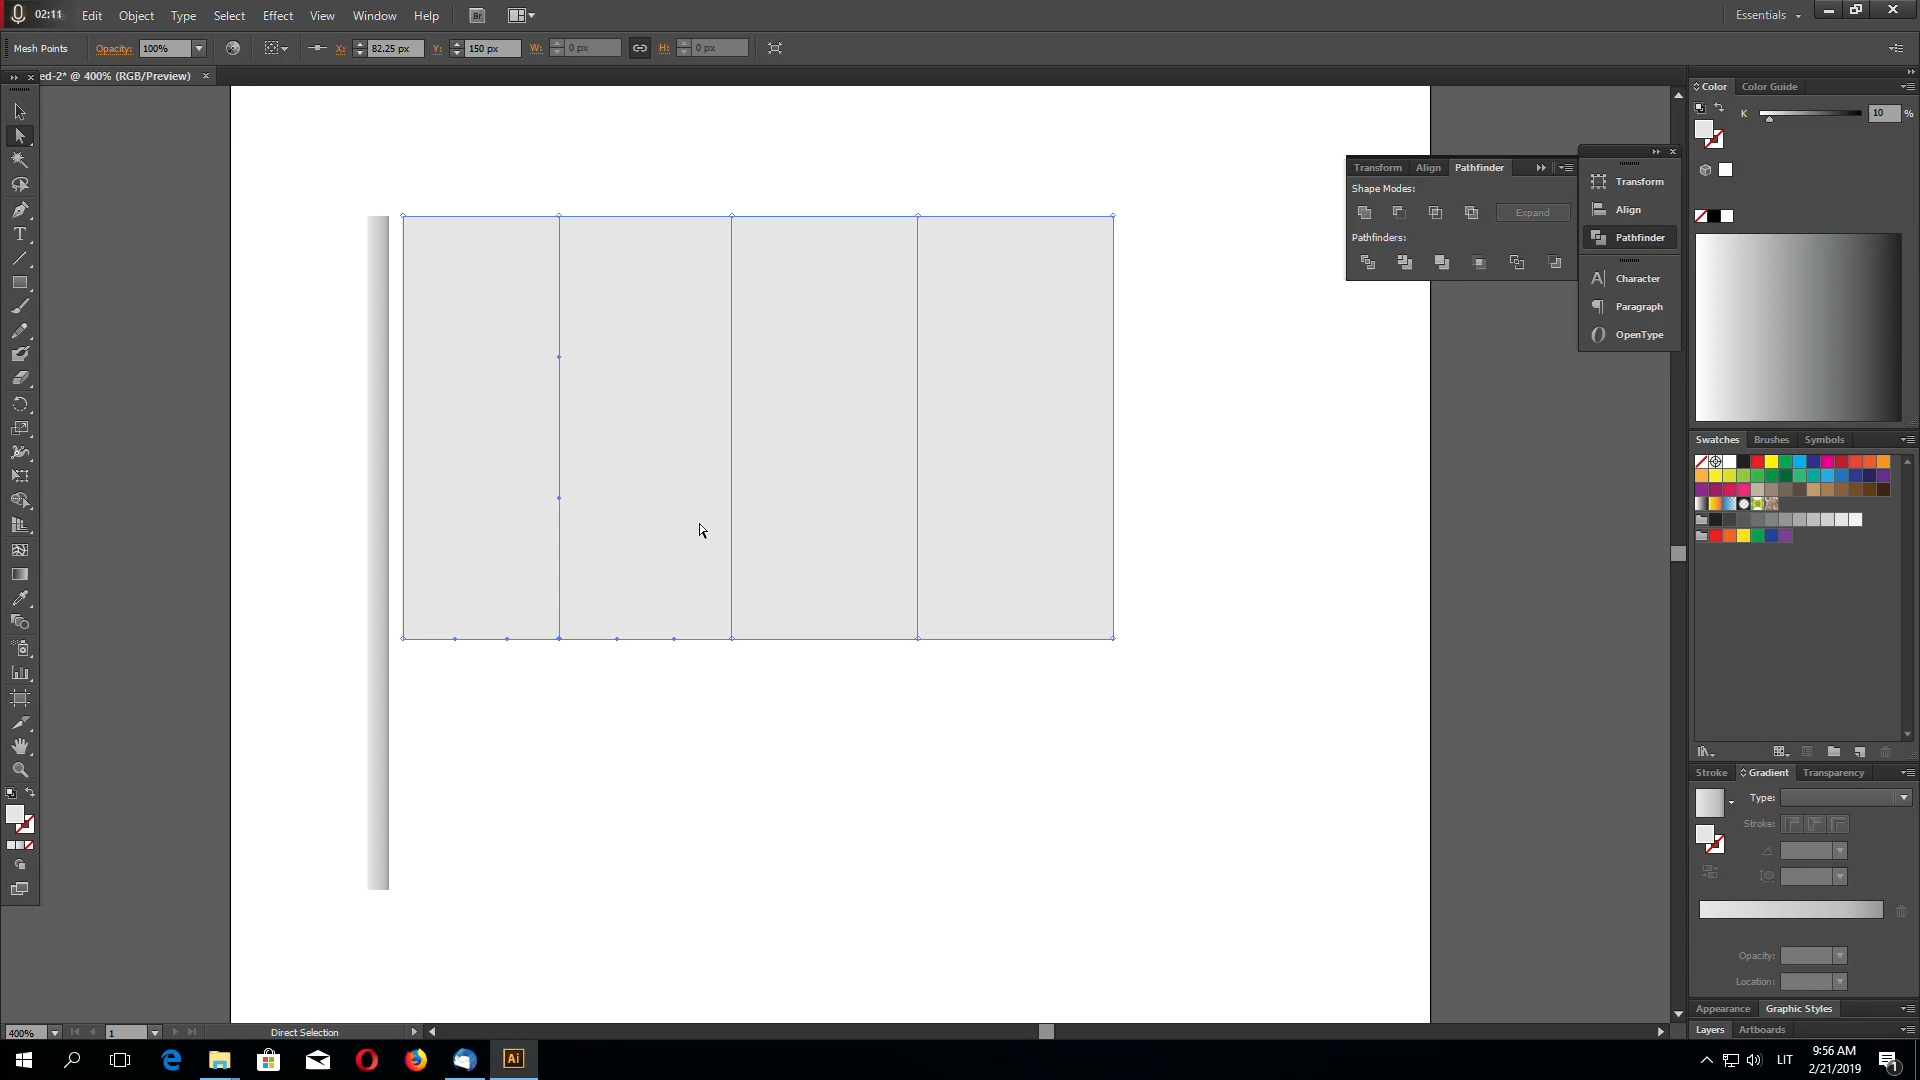 02:11
Edit Object Type Select Effect View Window Help
Br
Essentials
Mesh Points Opacity: 100% X: 82.25 px Y: 150 px W: 0 px H: 0 px
ed-2* @ 400% (RGB/Preview)
Color Color Guide
K 10 %
Transform Align Pathfinder
Shape Modes:
Expand
Pathfinders:
Transform
Align
Pathfinder
Character
Paragraph
OpenType
Swatches Brushes Symbols
Stroke Gradient Transparency
Type:
Stroke:
Opacity:
Location:
Appearance Graphic Styles
Layers Artboards
400% 1 Direct Selection
Ai
LIT
9:56 AM
2/21/2019
1